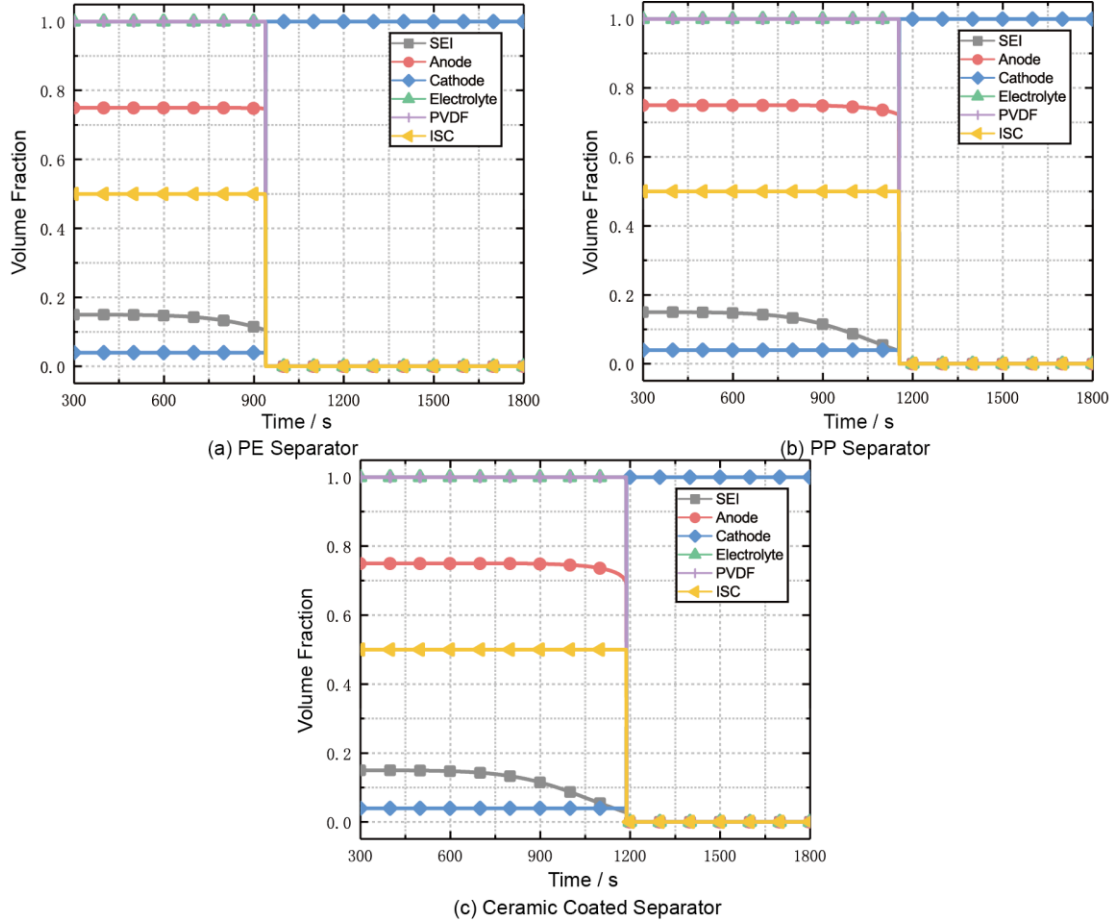 1.0
0.8
0.6
0.4
0.2
0.0
Volume Fraction
SEI
Anode
Cathode
Electrolyte
PVDF
ISC
300 600 900 1200 1500 1800
Time / s
(a) PE Separator
1.0
0.8
0.6
0.4
0.2
0.0
Volume Fraction
SEI
Anode
Cathode
Electrolyte
PVDF
ISC
300 600 900 1200 1500 1800
Time / s
(b) PP Separator
1.0
0.8
0.6
0.4
0.2
0.0
Volume Fraction
SEI
Anode
Cathode
Electrolyte
PVDF
ISC
300 600 900 1200 1500 1800
Time / s
(c) Ceramic Coated Separator